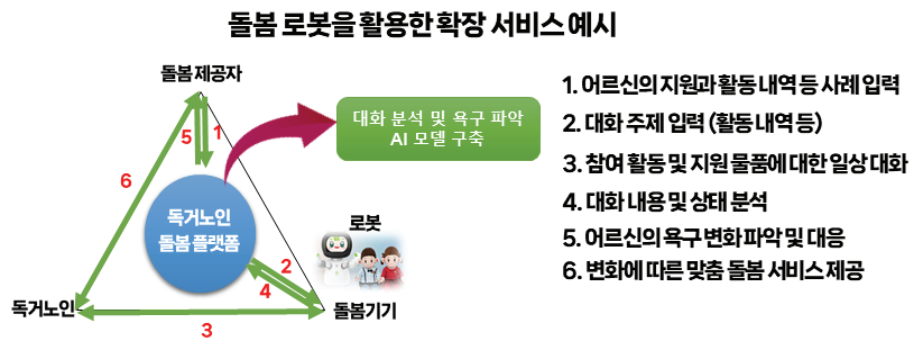 돌봄 로봇을 활용한 확장 서비스 예시
돌봄 제공자
대화 분석 및 욕구 파악
AI 모델 구축
5
1
6
독거노인
돌봄 플랫폼
로봇
2
4
독거노인
돌봄기기
3
1. 어르신의 지원과 활동 내역 등 사례 입력
2. 대화 주제 입력 (활동 내역 등)
3. 참여 활동 및 지원 물품에 대한 일상 대화
4. 대화 내용 및 상태 분석
5. 어르신의 욕구 변화 파악 및 대응
6. 변화에 따른 맞춤 돌봄 서비스 제공